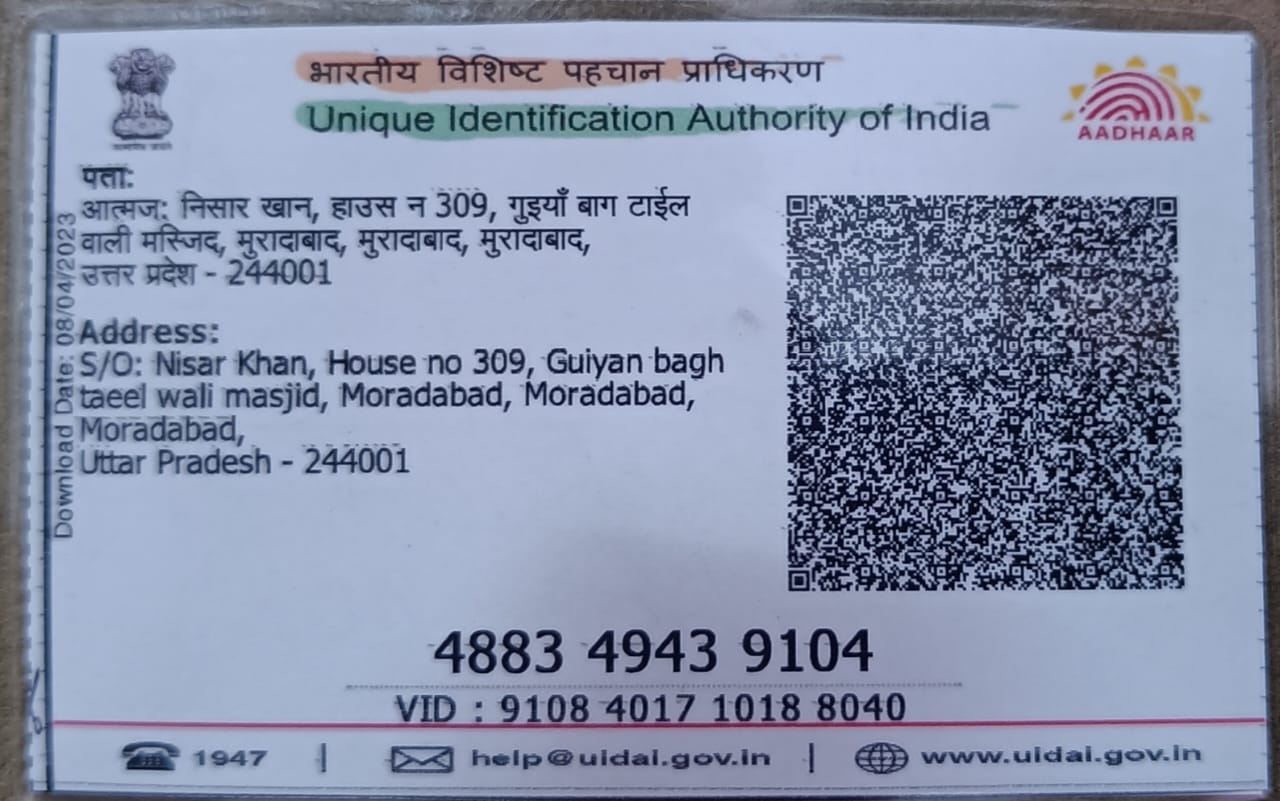 भारतीय विशिष्ट पहचान प्राधिकरण
Unique Identification Authority of India
AADHAAR
पता:
आत्मज: निसार खान, हाउस न 309, गुइयाँ बाग टाईल
वाली मस्जिद, मुरादाबाद, मुरादाबाद, मुरादाबाद,
उत्तर प्रदेश - 244001
Address:
S/O: Nisar Khan, House no 309, Guiyan bagh
taeel wali masjid, Moradabad, Moradabad,
Moradabad,
Uttar Pradesh - 244001
Download Date: 08/04/2023
4883 4943 9104
VID : 9108 4017 1018 8040
1947 | help@uidai.gov.in | www.uidai.gov.in